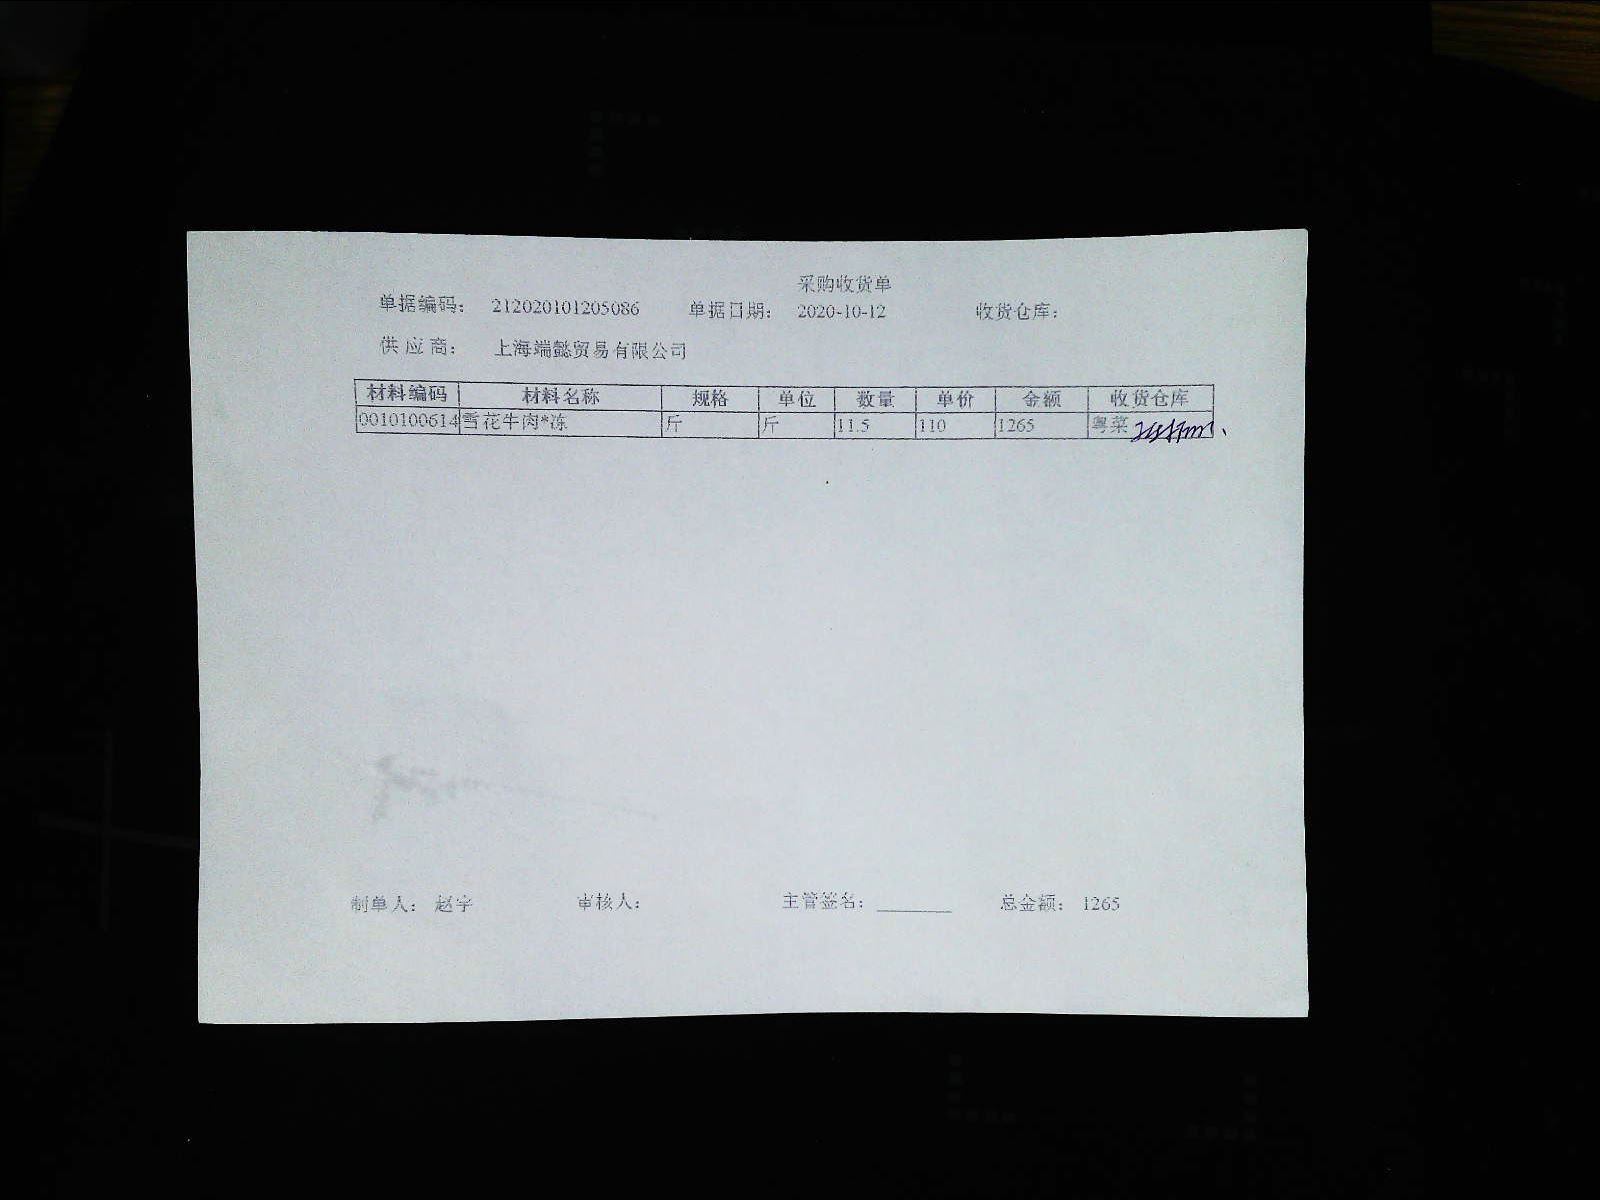 采购收货单
单据编码： 212020101205086 单据日期： 2020-10-12 收货仓库：
供 应 商： 上海端懿贸易有限公司
材料编码 材料名称 规格 单位 数量 单价 金额 收货仓库
0010100614 雪花牛肉*冻 斤 斤 11.5 110 1265 粤菜
制单人： 赵宇 审核人： 主管签名： 总金额： 1265